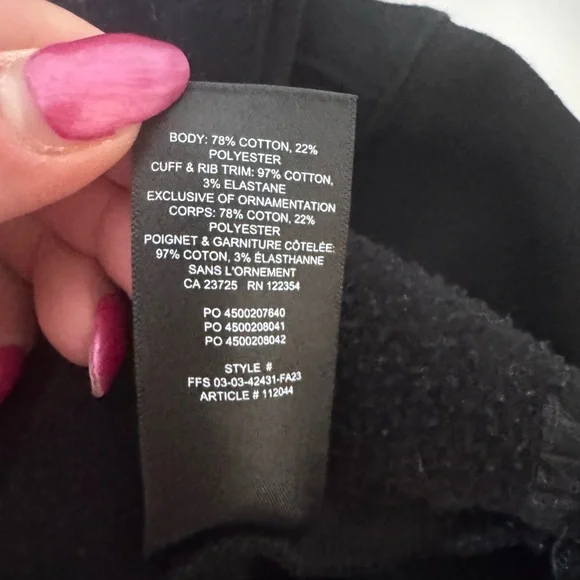 BODY: 78% COTTON, 22%
POLYESTER
CUFF & RIB TRIM: 97% COTTON,
3% ELASTANE
EXCLUSIVE OF ORNAMENTATION
CORPS: 78% COTON, 22%
POLYESTER
POIGNET & GARNITURE CÔTELÉE:
97% COTON, 3% ÉLASTHANNE
SANS L'ORNEMENT
CA 23725 RN 122354
PO 4500207640
PO 4500208041
PO 4500208042
STYLE #
FFS 03-03-42431-FA23
ARTICLE # 112044